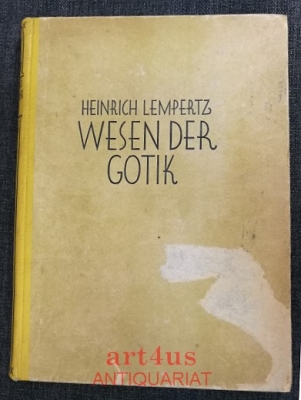 HEINRICH LEMPERTZ
WESEN DER
GOTIK
art4us
ANTIQUARIAT